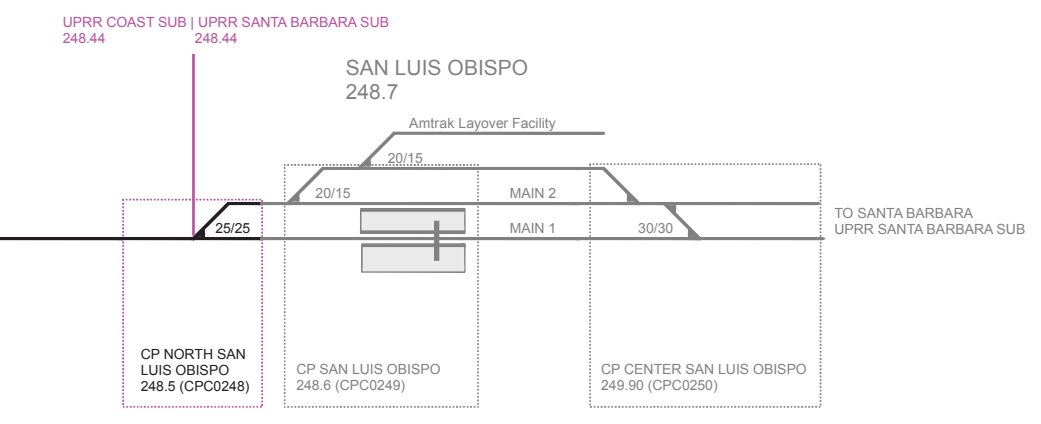 UPRR COAST SUB | UPRR SANTA BARBARA SUB
248.44 248.44
SAN LUIS OBISPO
248.7
Amtrak Layover Facility
20/15
20/15
MAIN 2
25/25
MAIN 1
30/30
TO SANTA BARBARA
UPRR SANTA BARBARA SUB
CP NORTH SAN
LUIS OBISPO
248.5 (CPC0248)
CP SAN LUIS OBISPO
248.6 (CPC0249)
CP CENTER SAN LUIS OBISPO
249.90 (CPC0250)